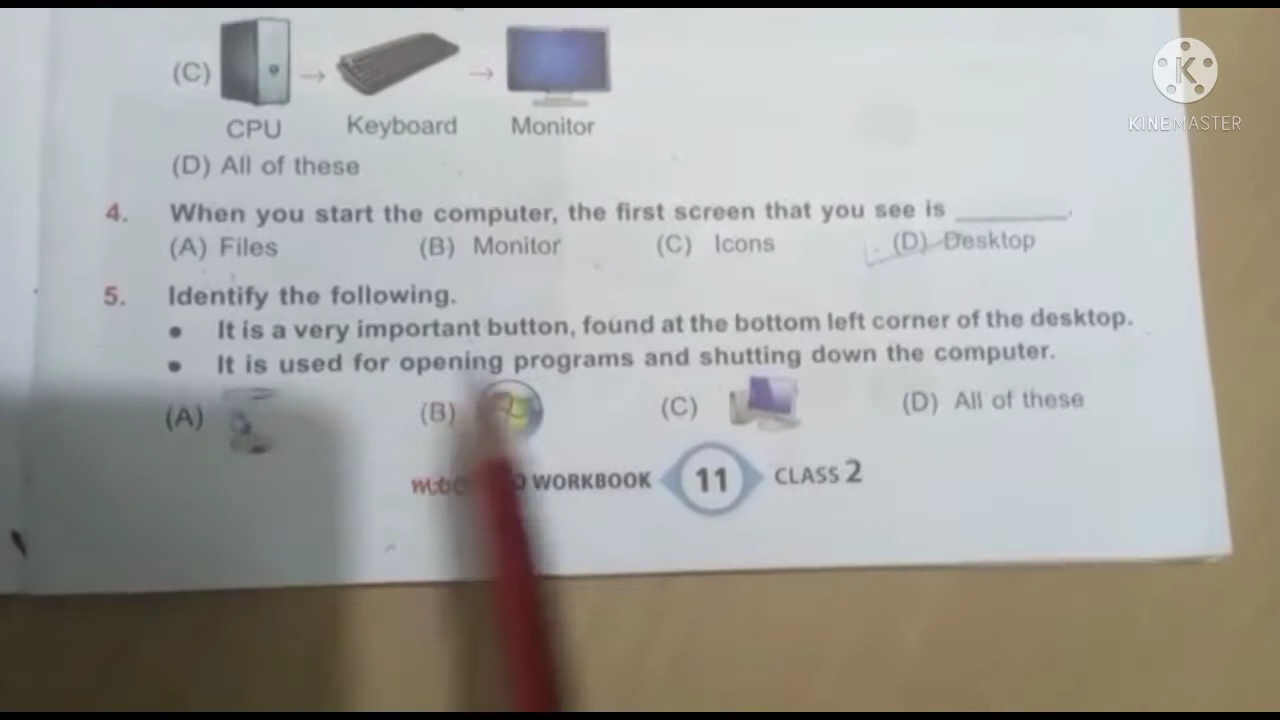 (C)
CPU Keyboard Monitor
(D) All of these
4. When you start the computer, the first screen that you see is ________.
(A) Files (B) Monitor (C) Icons (D) Desktop
5. Identify the following.
• It is a very important button, found at the bottom left corner of the desktop.
• It is used for opening programs and shutting down the computer.
(A) (B) (C) (D) All of these
WORKBOOK 11 CLASS 2
K
KINEMASTER